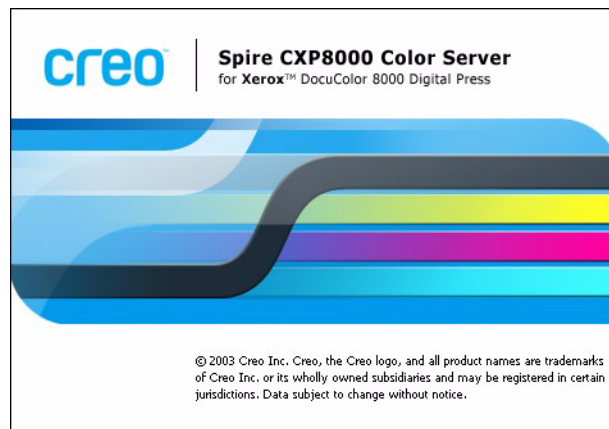 creo™
Spire CXP8000 Color Server
for Xerox™ DocuColor 8000 Digital Press
© 2003 Creo Inc. Creo, the Creo logo, and all product names are trademarks
of Creo Inc. or its wholly owned subsidiaries and may be registered in certain
jurisdictions. Data subject to change without notice.